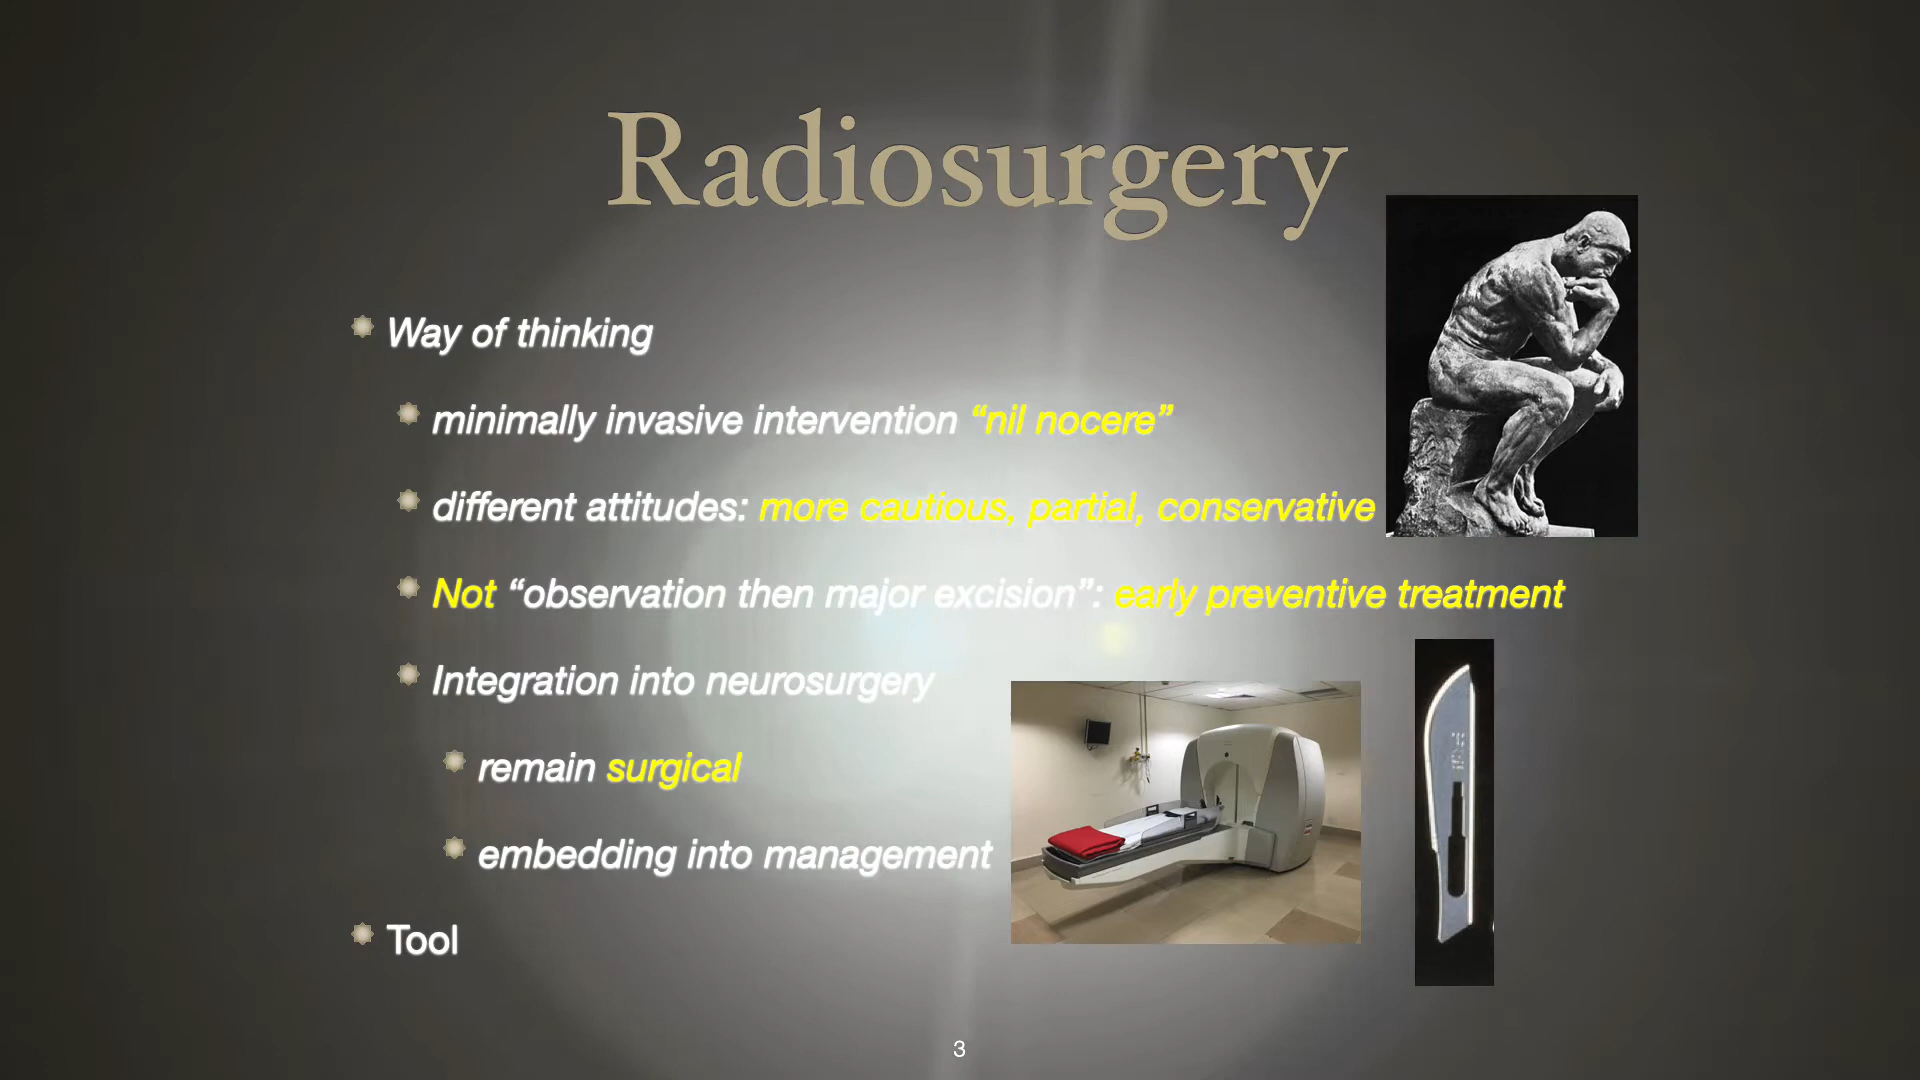 Radiosurgery
Way of thinking
minimally invasive intervention “nil nocere”
different attitudes: more cautious, partial, conservative
Not “observation then major excision”: early preventive treatment
Integration into neurosurgery
remain surgical
embedding into management
Tool
3